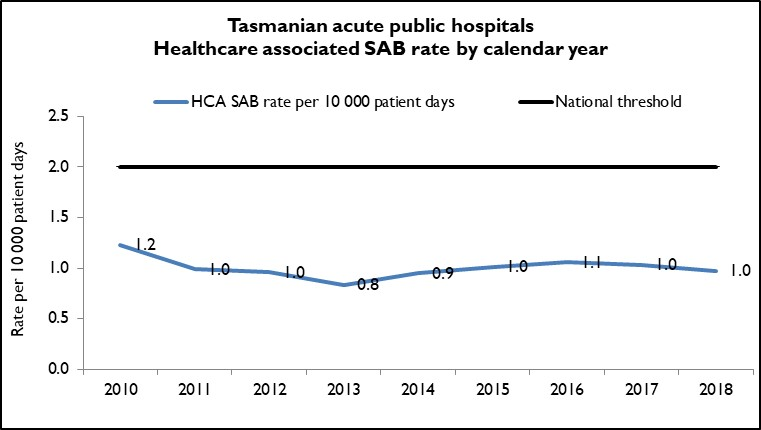 Tasmanian acute public hospitals
Healthcare associated SAB rate by calendar year
HCA SAB rate per 10 000 patient days
National threshold
Rate per 10 000 patient days
2.5
2.0
1.5
1.0
0.5
0.0
1.2
1.0
1.0
0.8
0.9
1.0
1.1
1.0
1.0
2010 2011 2012 2013 2014 2015 2016 2017 2018